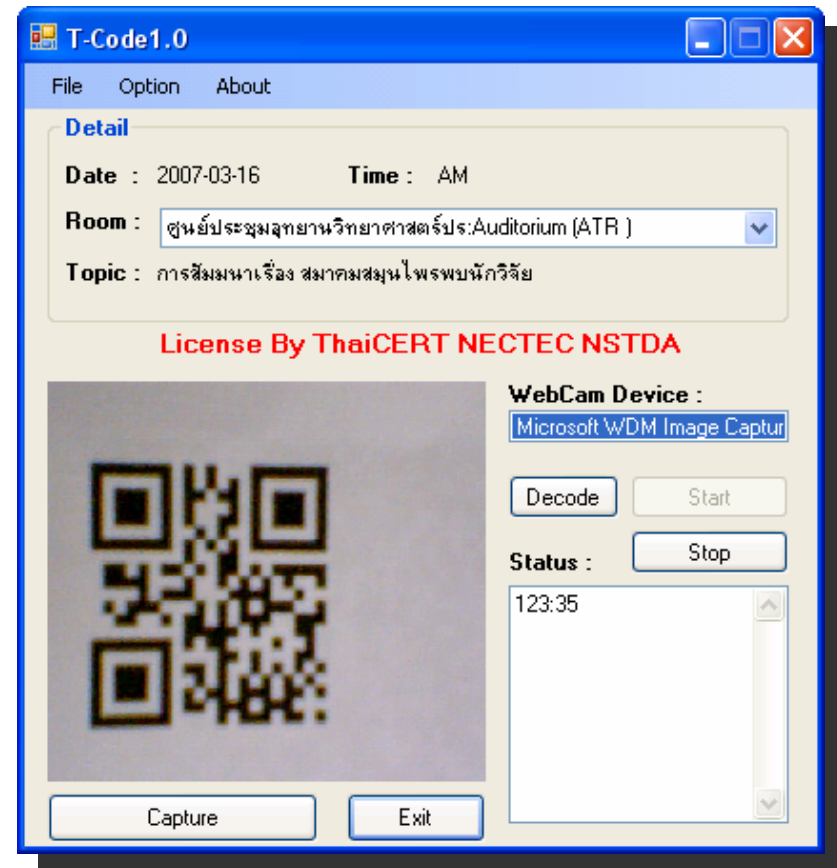 T-Code1.0
File Option About
Detail
Date : 2007-03-16 Time : AM
Room : ศูนย์ประชุมอุทยานวิทยาศาสตร์ประ:Auditorium (ATR )
Topic : การสัมมนาเรื่อง สมาคมสมุนไพรพบนักวิจัย
License By ThaiCERT NECTEC NSTDA
WebCam Device :
Microsoft WDM Image Captur
Decode Start
Status : Stop
123:35
Capture Exit